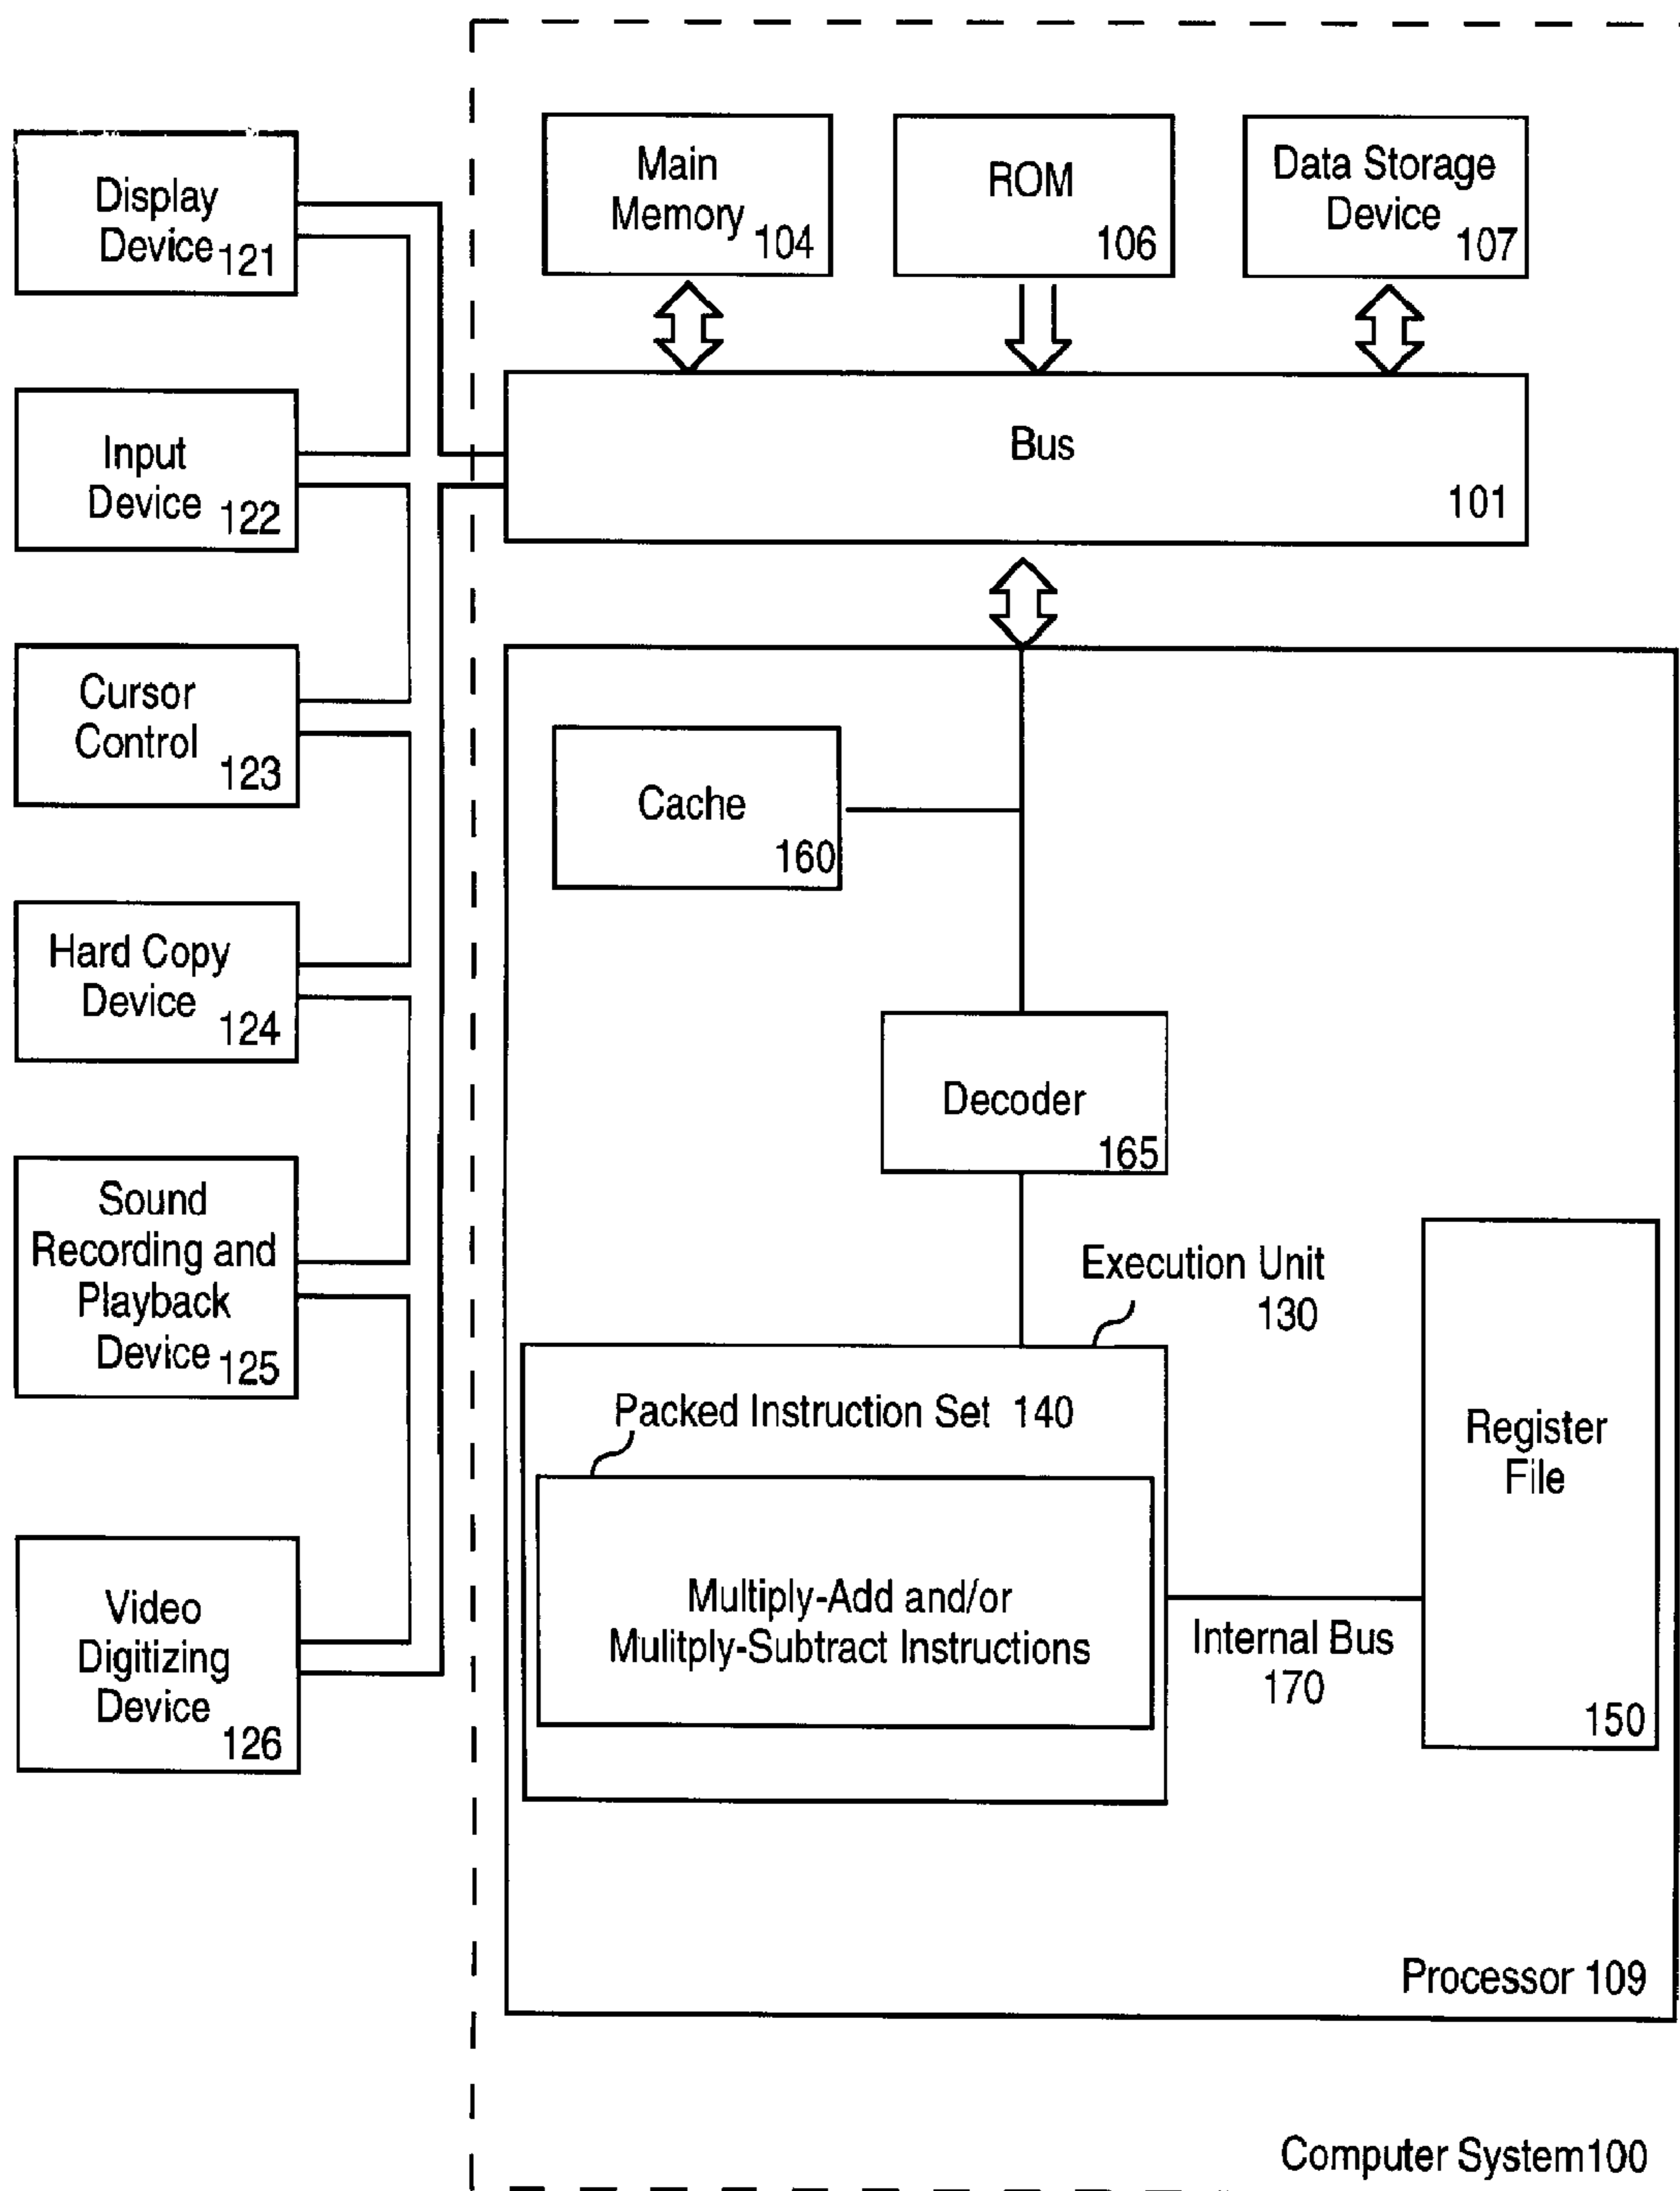 Display
Device 121
Input
Device 122
Cursor
Control
123
Hard Copy
Device
124
Sound
Recording and
Playback
Device 125
Video
Digitizing
Device
126
Main
Memory 104
ROM
106
Data Storage
Device
107
Bus
101
Cache
160
Decoder
165
Execution Unit
130
Packed Instruction Set 140
Multiply-Add and/or
Mulitply-Subtract Instructions
Internal Bus
170
Register
File
150
Processor 109
Computer System100